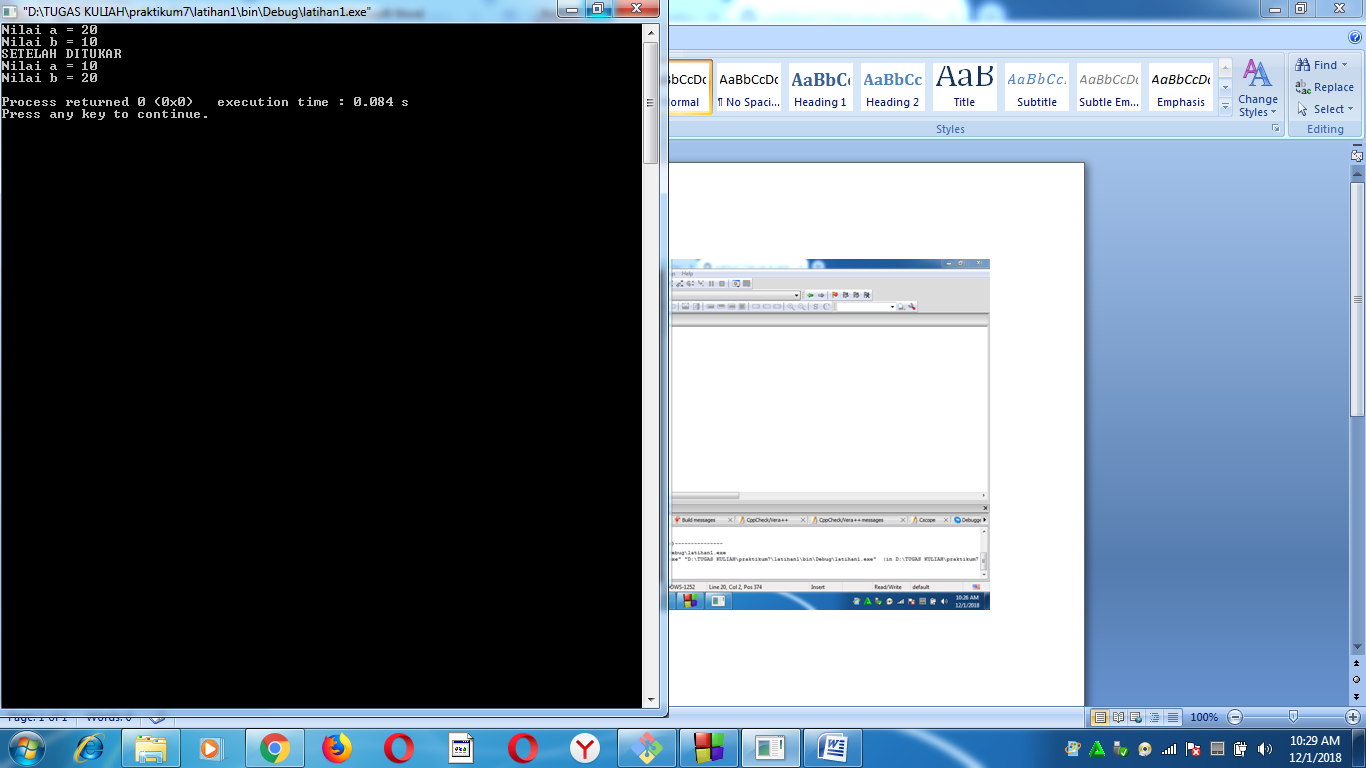 "D:\TUGAS KULIAH\praktikum7\latihan1\bin\Debug\latihan1.exe"
Nilai a = 20
Nilai b = 10
SETELAH DITUKAR
Nilai a = 10
Nilai b = 20
Process returned 0 (0x0)   execution time : 0.084 s
Press any key to continue.
AaBbCcDc AaBbC AaBbCc AaB AaBbCc. AaBbCcDc AaBbCcDc
ormal ¶ No Spaci... Heading 1 Heading 2 Title Subtitle Subtle Em... Emphasis
Change Styles
Styles
Find
Replace
Select
Editing
Help
Build messages CppCheck/Vera++ CppCheck/Vera++ messages Cscope Debugger
ebug\latihan1.exe
xe" "D:\TUGAS KULIAH\praktikum7\latihan1\bin\Debug\latihan1.exe" (in D:\TUGAS KULIAH\praktikum7
OWS-1252 Line 20, Col 2, Pos 374 Insert Read/Write default
10:26 AM
12/1/2018
Page: 1 of 1 Words: 0
100%
10:29 AM
12/1/2018